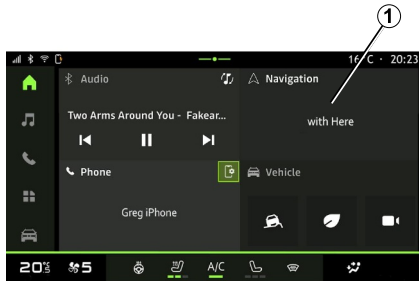 1
16°C · 20:23
Audio
Navigation
Two Arms Around You - Fakear...
with Here
Phone
Vehicle
Greg iPhone
20°5
5
A/C